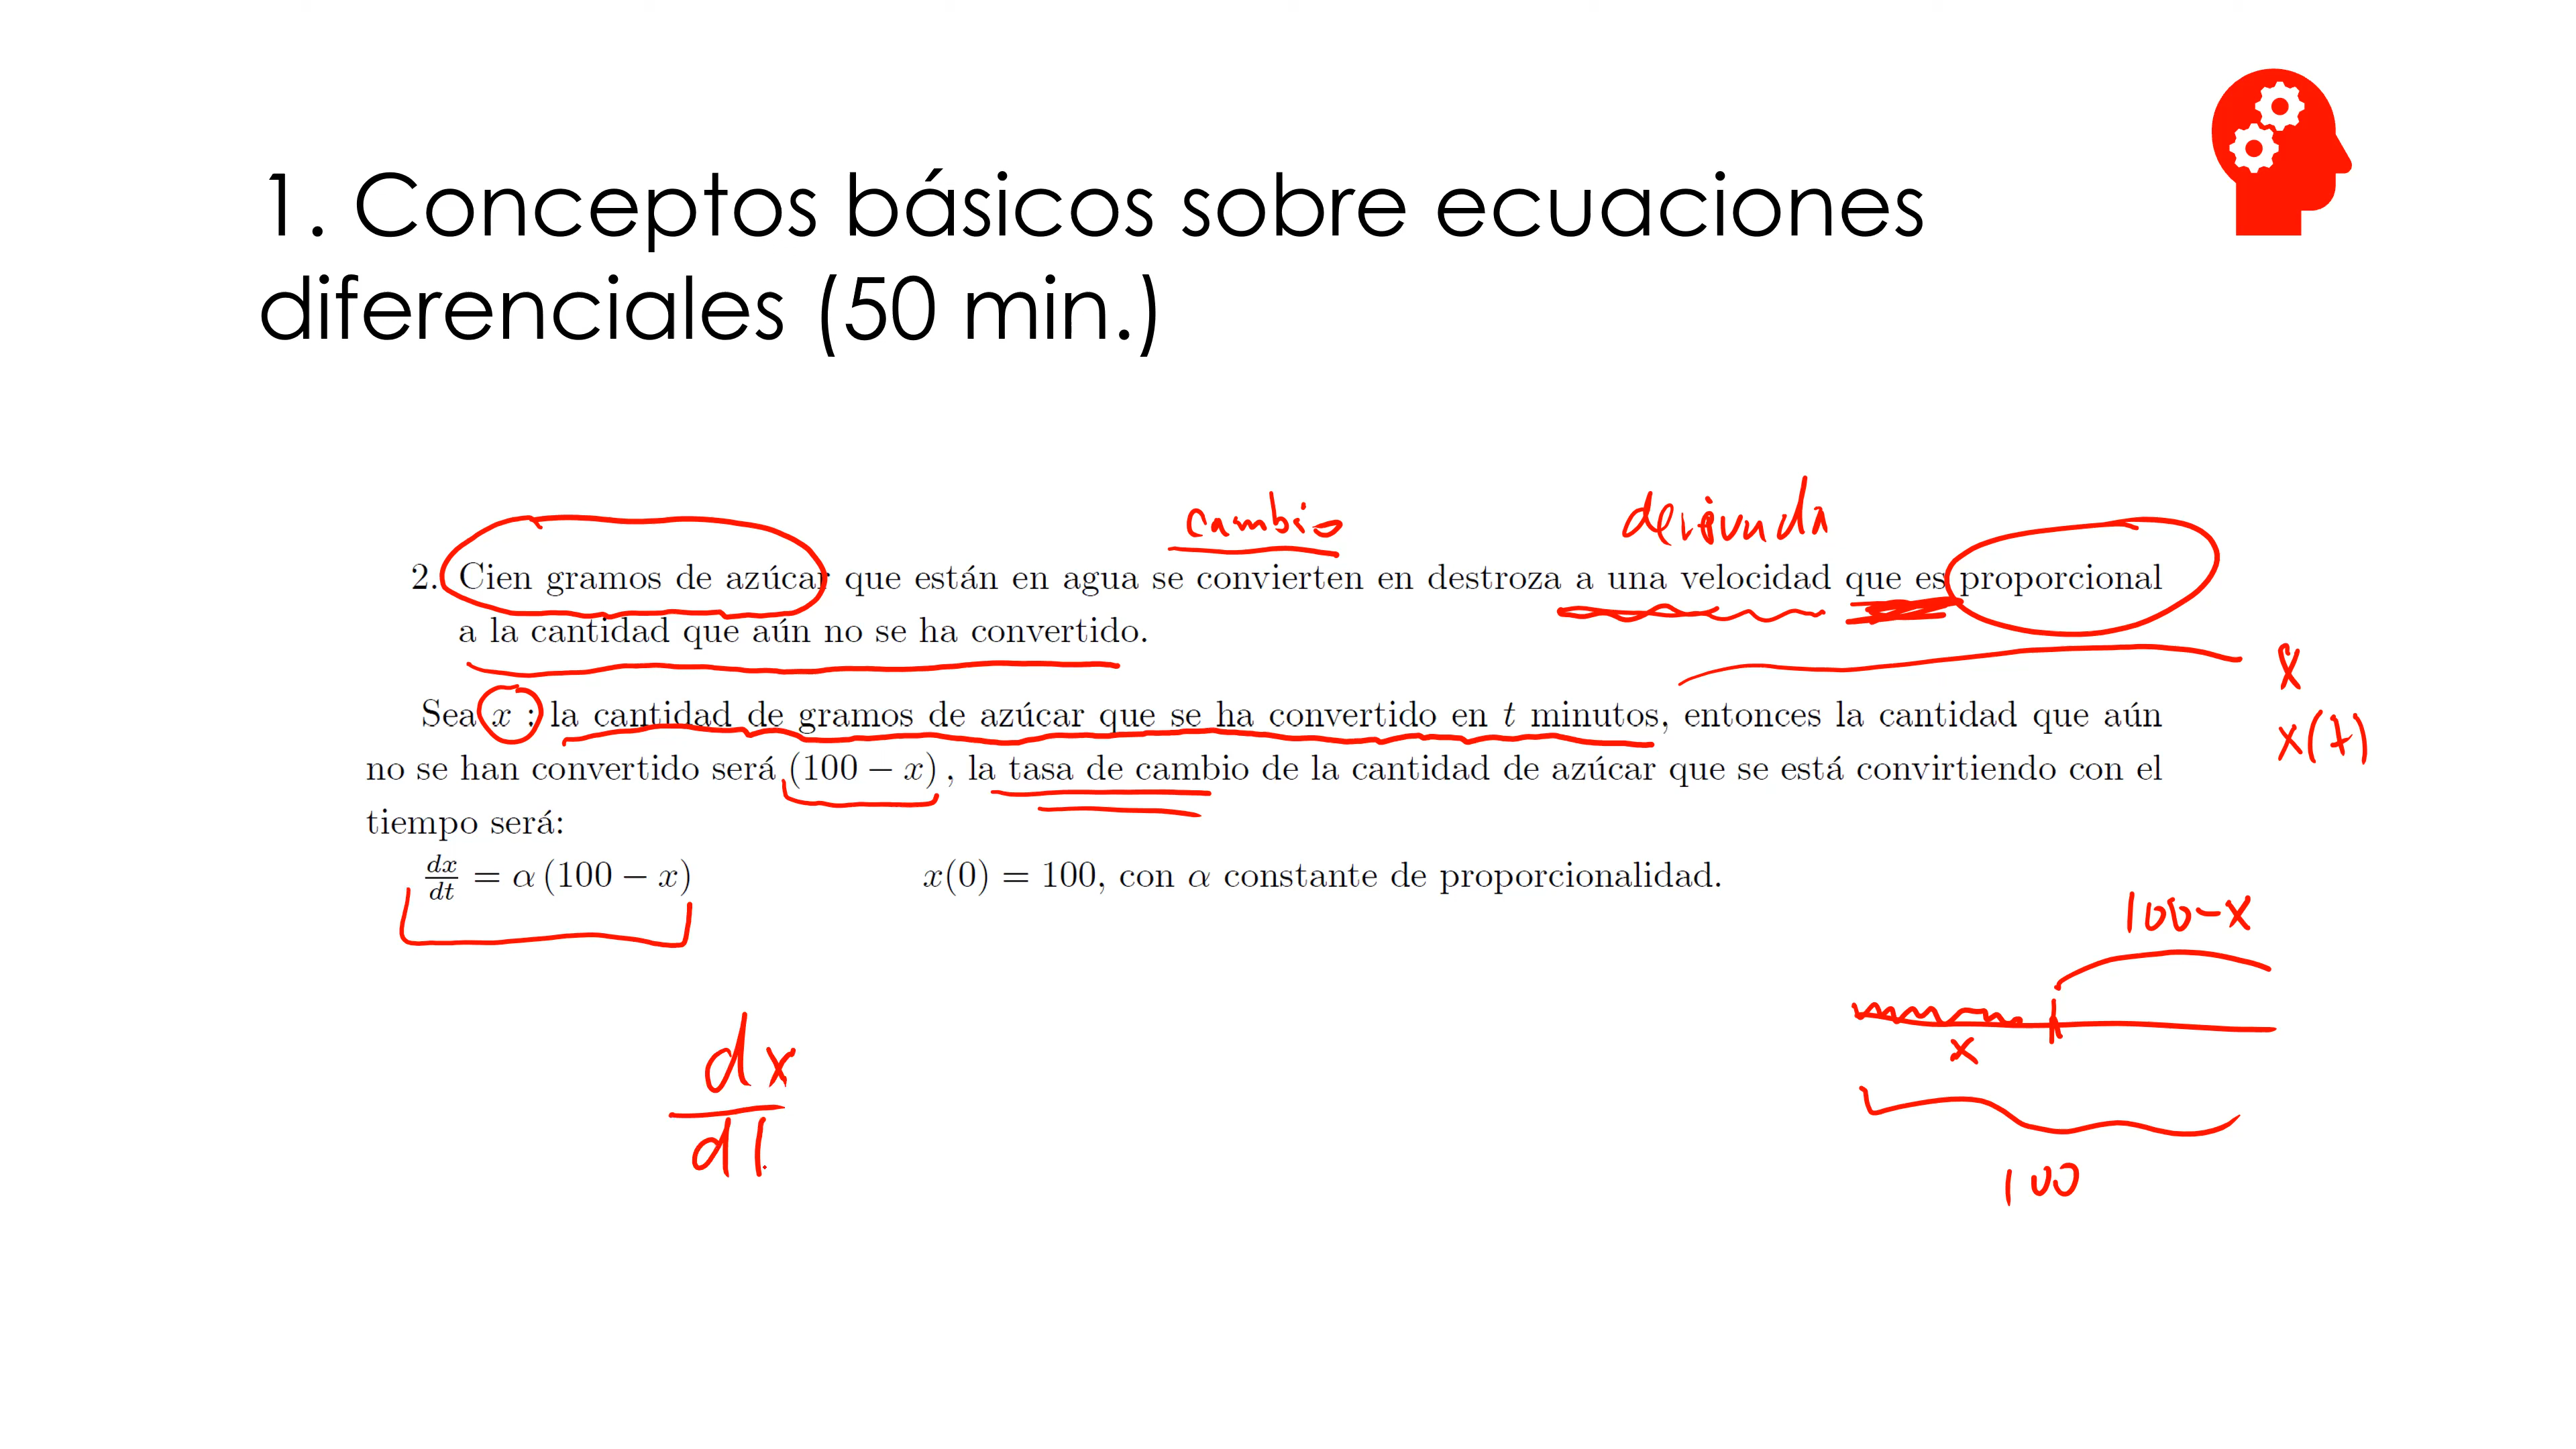 1. Conceptos básicos sobre ecuaciones
diferenciales (50 min.)
cambio
derivada
2. Cien gramos de azúcar que están en agua se convierten en destroza a una velocidad que es proporcional
a la cantidad que aún no se ha convertido.
x
Sea x : la cantidad de gramos de azúcar que se ha convertido en t minutos, entonces la cantidad que aún
x(t)
no se han convertido será (100 − x) , la tasa de cambio de la cantidad de azúcar que se está convirtiendo con el
tiempo será:
dx/dt = α (100 − x) x(0) = 100, con α constante de proporcionalidad.
100-x
x
dx
100